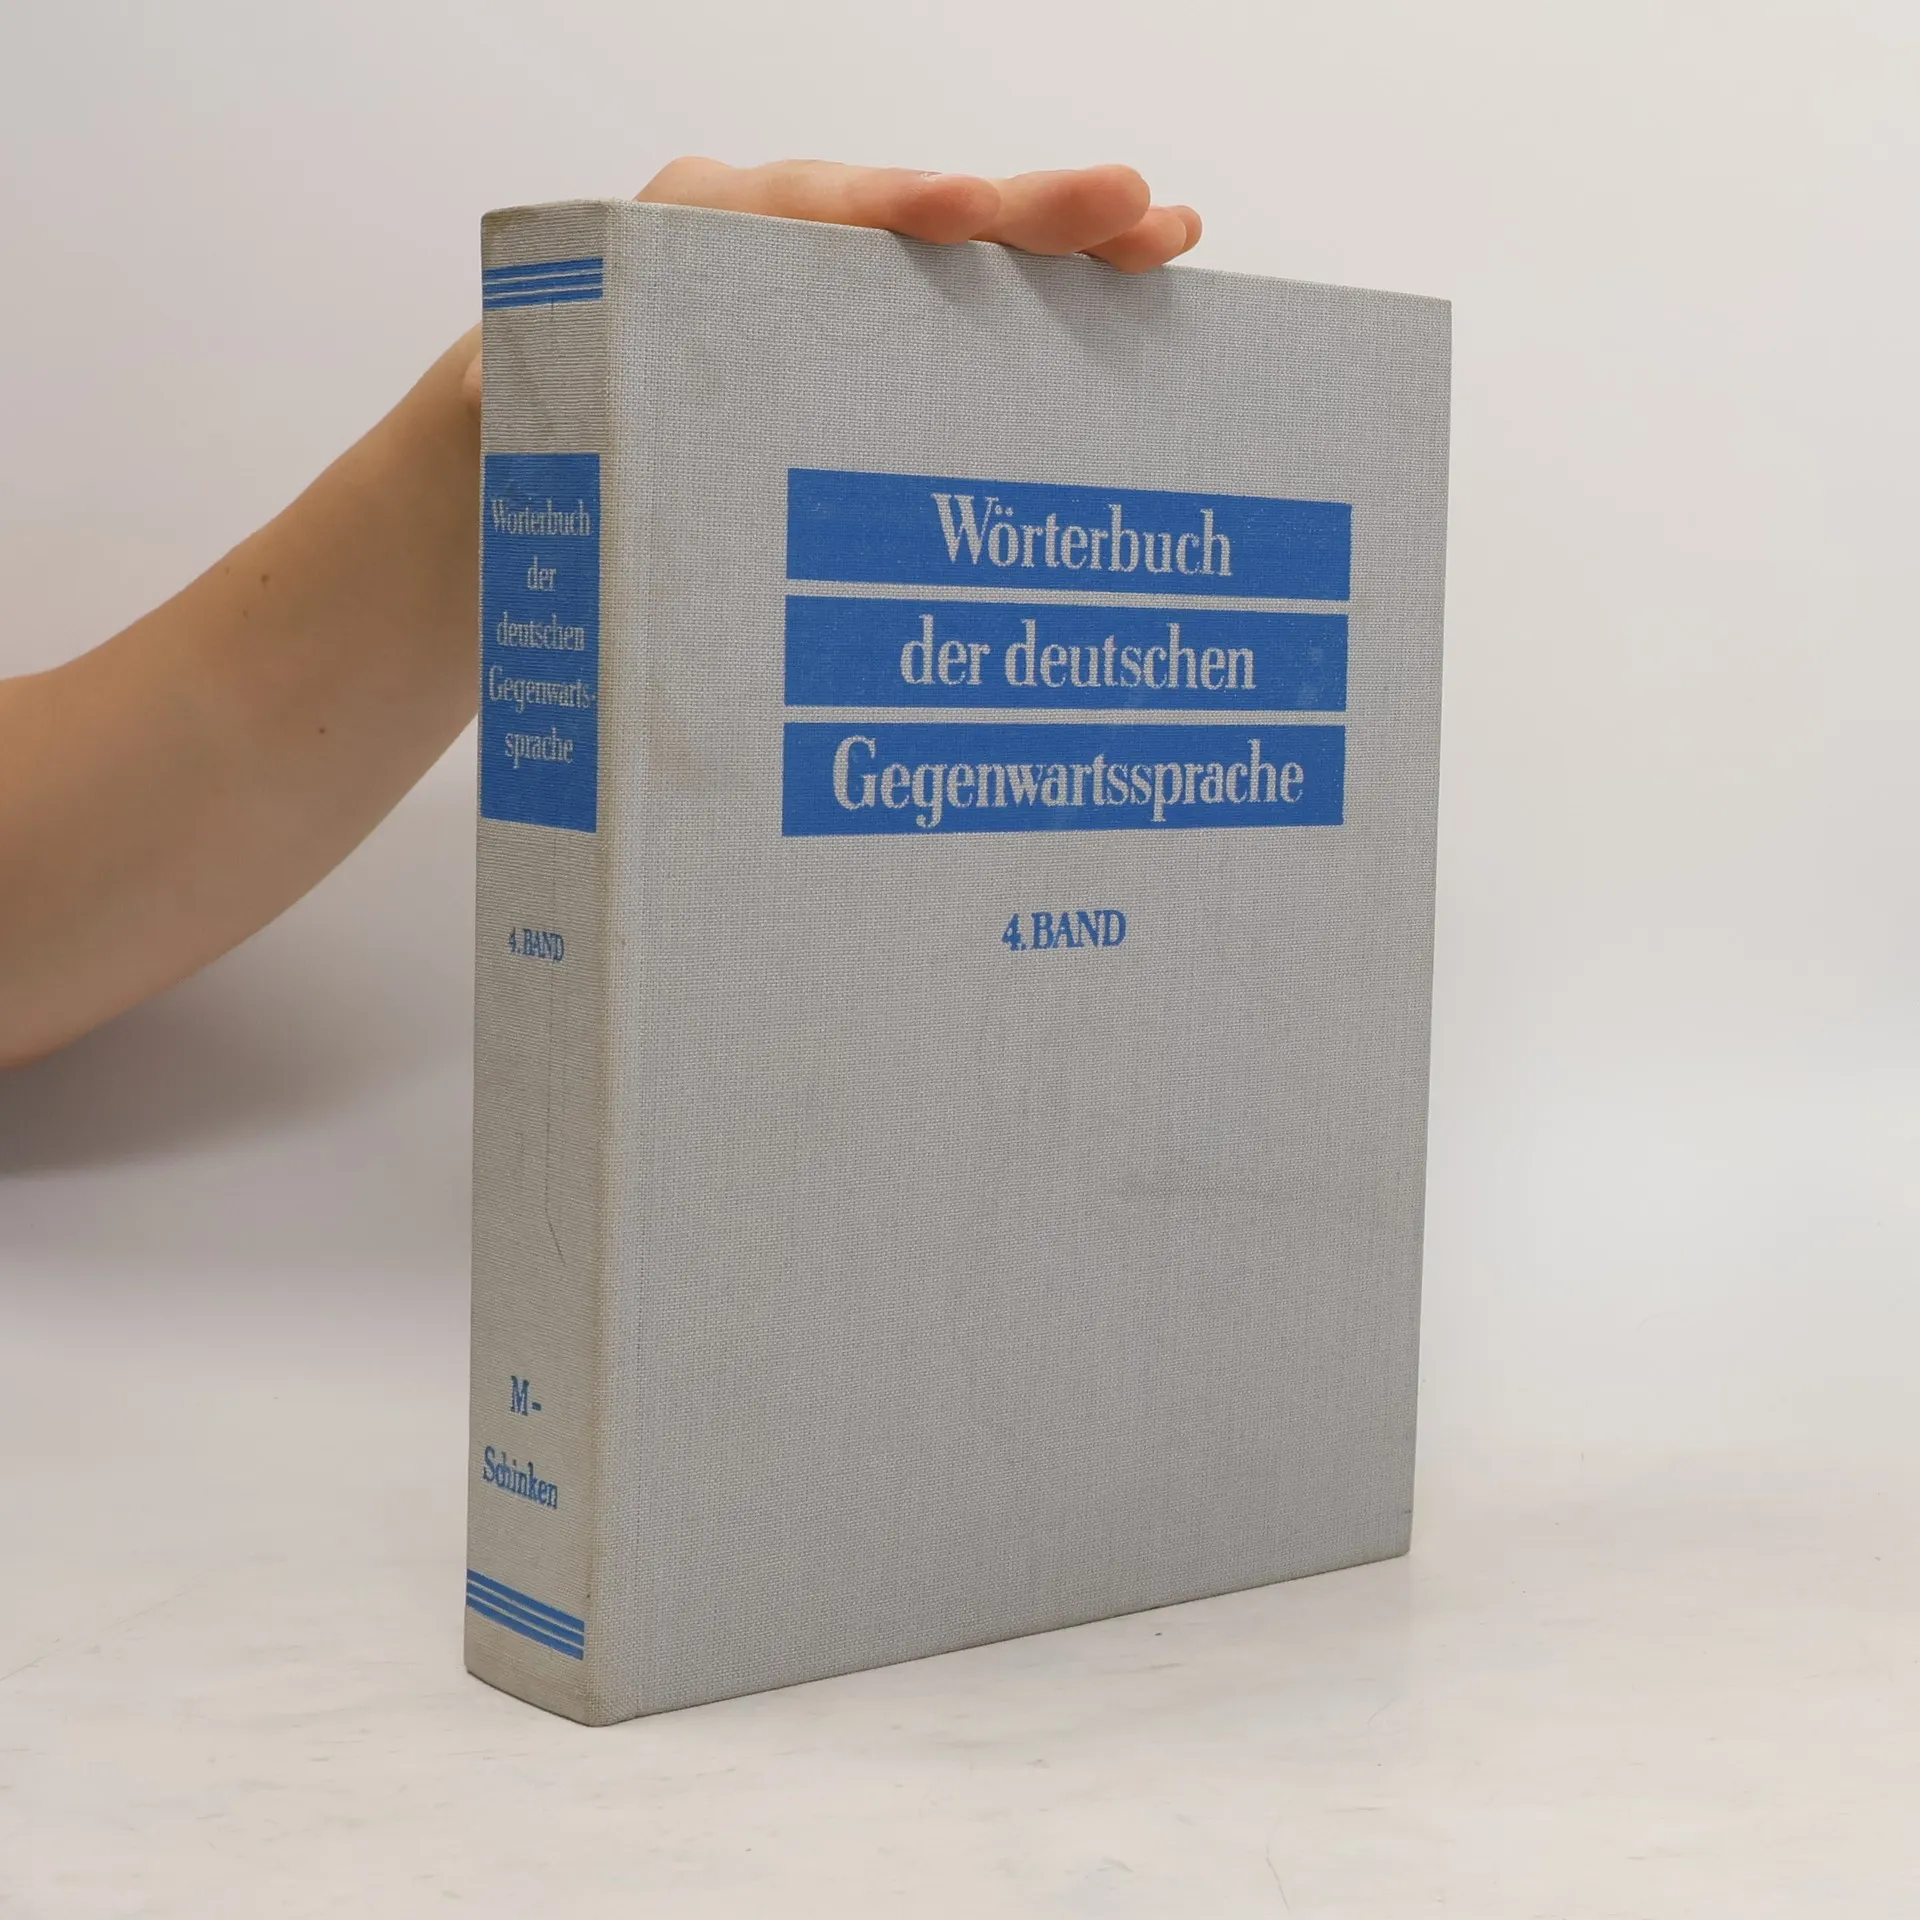 Wörterbuch
der
deutschen
Gegenwarts-
sprache
4. BAND
M-
Schinken
Wörterbuch
der deutschen
Gegenwartssprache
4. BAND